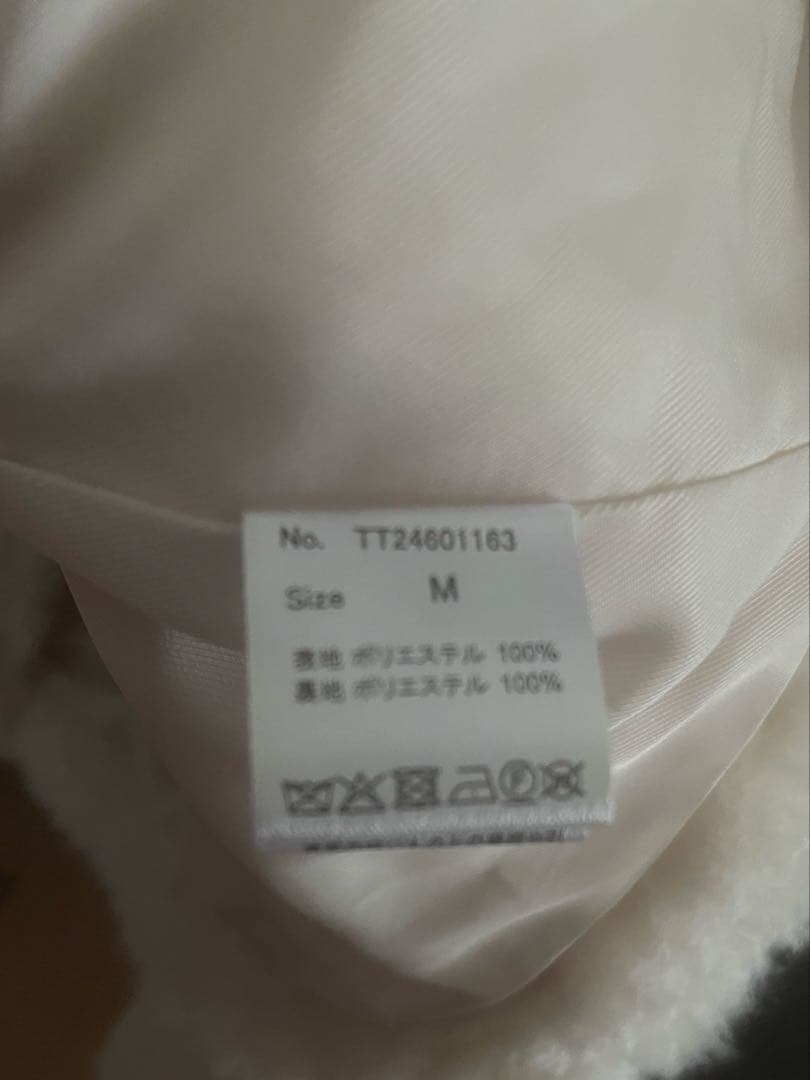 No. TT24601163
Size M
表地 ポリエステル 100%
裏地 ポリエステル 100%